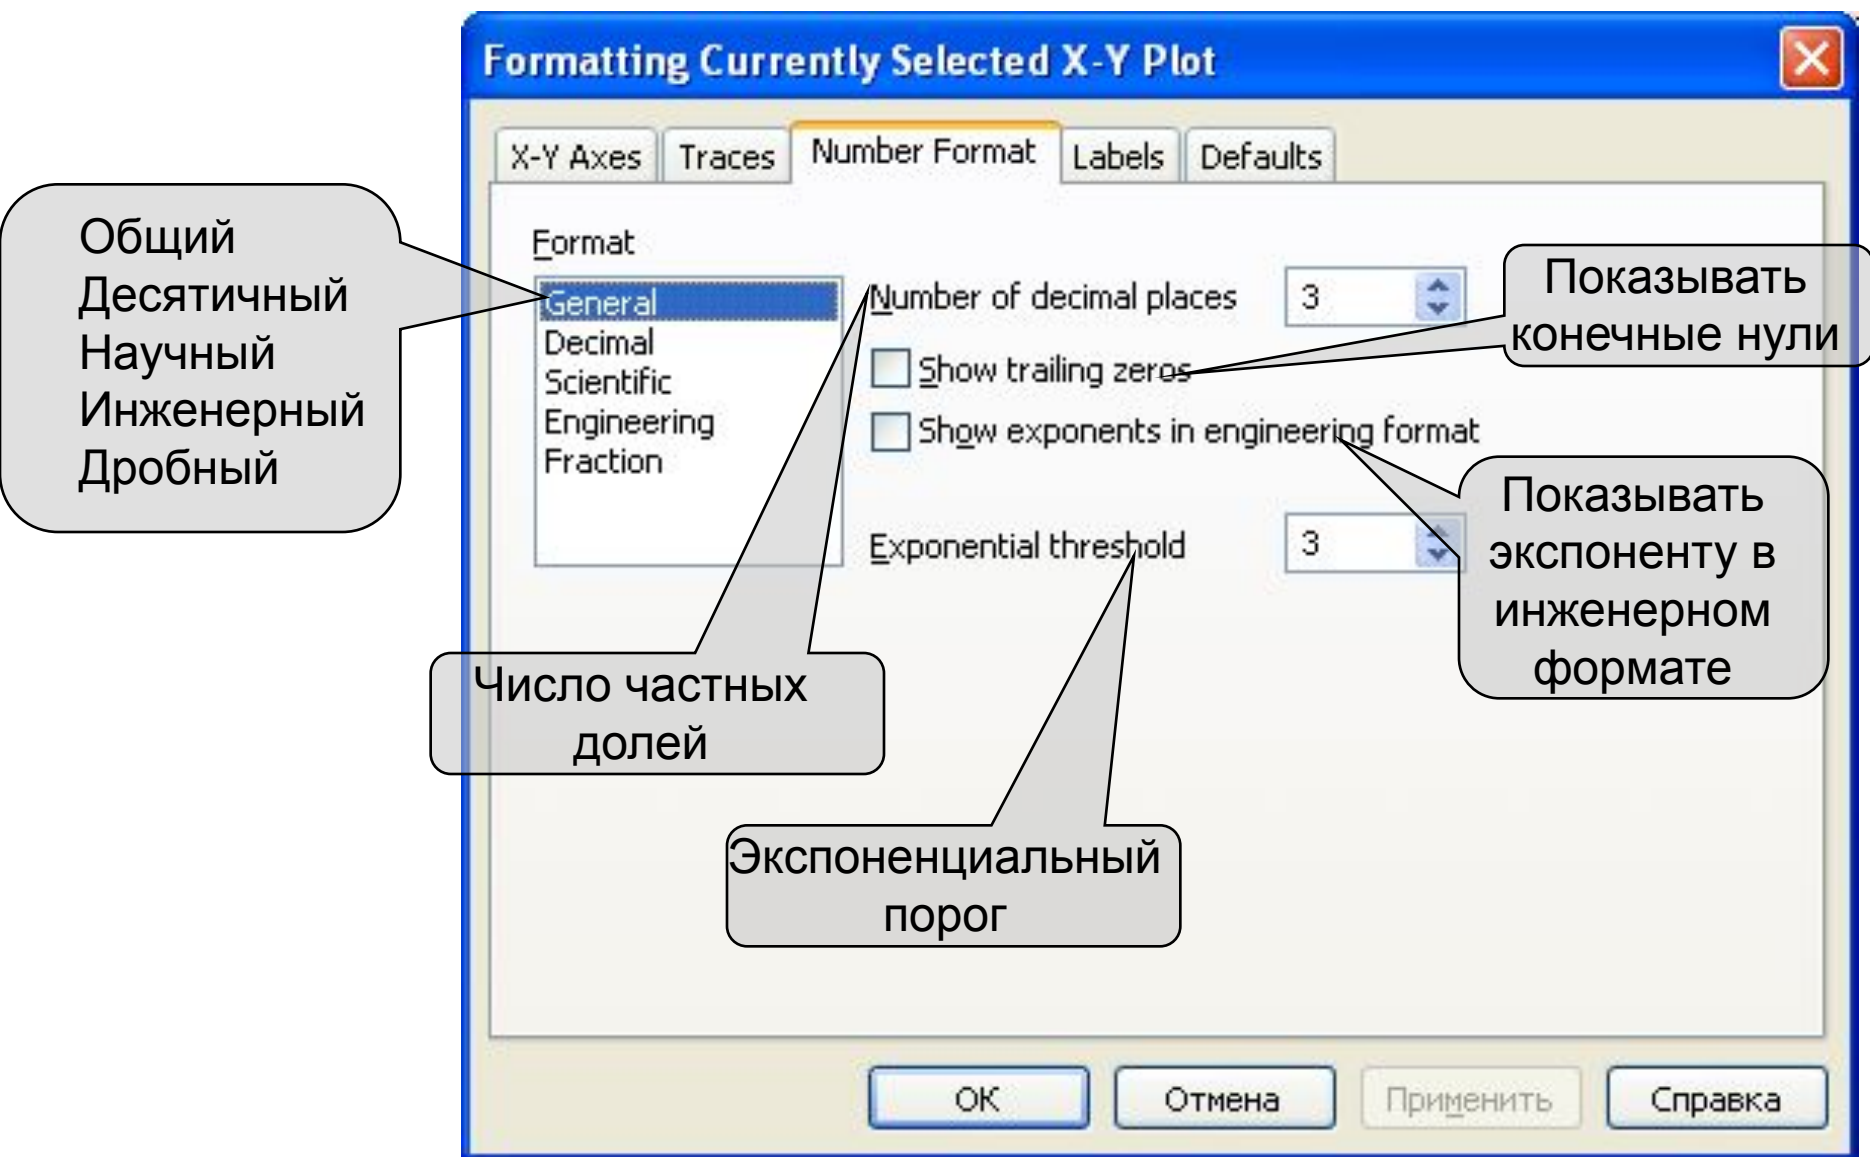 Formatting Currently Selected X-Y Plot
X-Y Axes
Traces
Number Format
Labels
Defaults
Общий
Десятичный
Научный
Инженерный
Дробный
Format
General
Decimal
Scientific
Engineering
Fraction
Number of decimal places
3
Show trailing zeros
Show exponents in engineering format
Exponential threshold
3
Показывать
конечные нули
Показывать
экспоненту в
инженерном
формате
Число частных
долей
Экспоненциальный
порог
ОК
Отмена
Применить
Справка